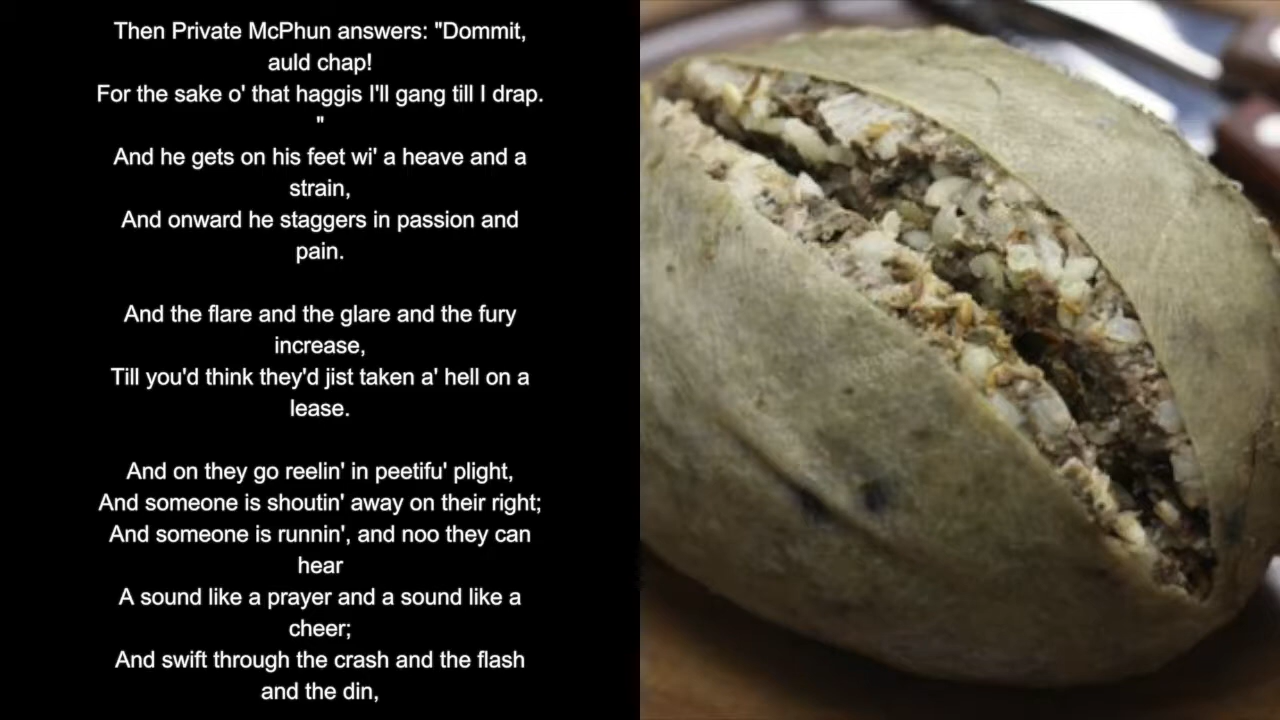 Then Private McPhun answers: "Dommit,
auld chap!
For the sake o' that haggis I'll gang till I drap.
"
And he gets on his feet wi' a heave and a
strain,
And onward he staggers in passion and
pain.
And the flare and the glare and the fury
increase,
Till you'd think they'd jist taken a' hell on a
lease.
And on they go reelin' in peetifu' plight,
And someone is shoutin' away on their right;
And someone is runnin', and noo they can
hear
A sound like a prayer and a sound like a
cheer;
And swift through the crash and the flash
and the din,